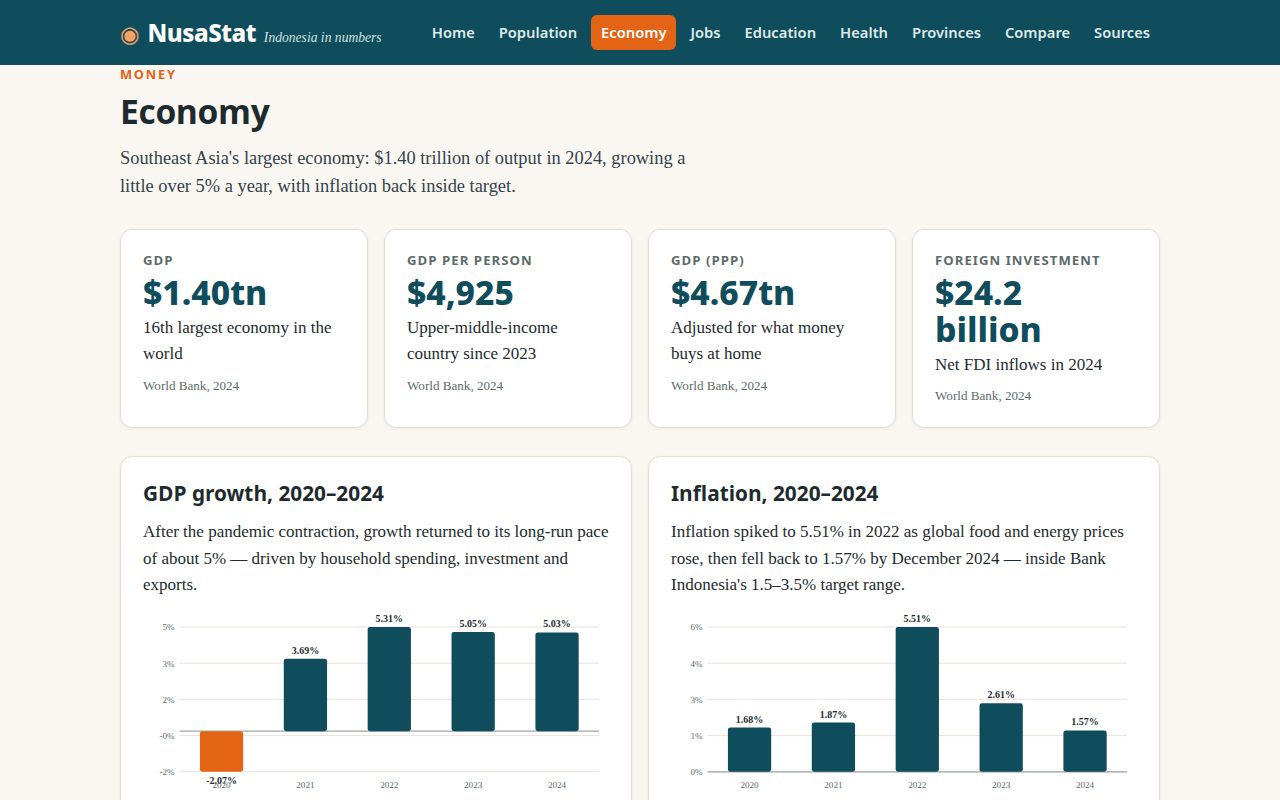 ◉ NusaStat Indonesia in numbers
Home Population Economy Jobs Education Health Provinces Compare Sources
MONEY
Economy
Southeast Asia's largest economy: $1.40 trillion of output in 2024, growing a
little over 5% a year, with inflation back inside target.
GDP
$1.40tn
16th largest economy in the
world
World Bank, 2024
GDP PER PERSON
$4,925
Upper-middle-income
country since 2023
World Bank, 2024
GDP (PPP)
$4.67tn
Adjusted for what money
buys at home
World Bank, 2024
FOREIGN INVESTMENT
$24.2
billion
Net FDI inflows in 2024
World Bank, 2024
GDP growth, 2020–2024
After the pandemic contraction, growth returned to its long-run pace
of about 5% — driven by household spending, investment and
exports.
5%
3%
2%
-0%
-2%
-2.07%
3.69%
5.31%
5.05%
5.03%
2020 2021 2022 2023 2024
Inflation, 2020–2024
Inflation spiked to 5.51% in 2022 as global food and energy prices
rose, then fell back to 1.57% by December 2024 — inside Bank
Indonesia's 1.5–3.5% target range.
6%
4%
3%
1%
0%
1.68%
1.87%
5.51%
2.61%
1.57%
2020 2021 2022 2023 2024